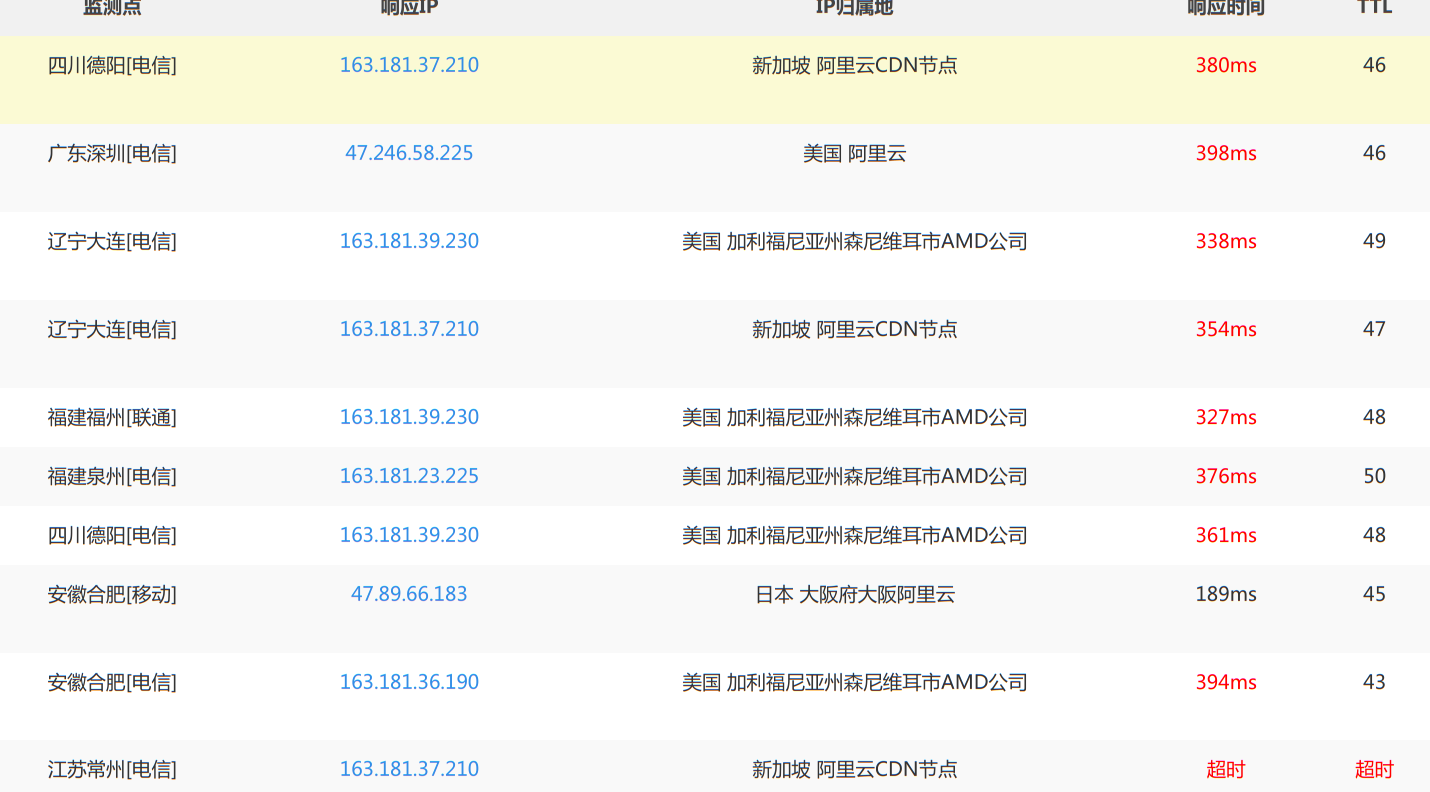 监测点 响应IP IP归属地 响应时间 TTL
四川德阳[电信] 163.181.37.210 新加坡 阿里云CDN节点 380ms 46
广东深圳[电信] 47.246.58.225 美国 阿里云 398ms 46
辽宁大连[电信] 163.181.39.230 美国 加利福尼亚州森尼维耳市AMD公司 338ms 49
辽宁大连[电信] 163.181.37.210 新加坡 阿里云CDN节点 354ms 47
福建福州[联通] 163.181.39.230 美国 加利福尼亚州森尼维耳市AMD公司 327ms 48
福建泉州[电信] 163.181.23.225 美国 加利福尼亚州森尼维耳市AMD公司 376ms 50
四川德阳[电信] 163.181.39.230 美国 加利福尼亚州森尼维耳市AMD公司 361ms 48
安徽合肥[移动] 47.89.66.183 日本 大阪府大阪阿里云 189ms 45
安徽合肥[电信] 163.181.36.190 美国 加利福尼亚州森尼维耳市AMD公司 394ms 43
江苏常州[电信] 163.181.37.210 新加坡 阿里云CDN节点 超时 超时